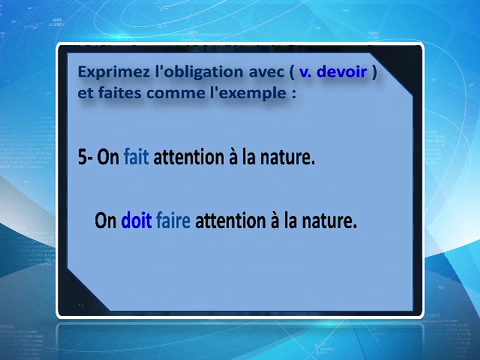 Exprimez l'obligation avec ( v. devoir )
et faites comme l'exemple :
5- On fait attention à la nature.
On doit faire attention à la nature.